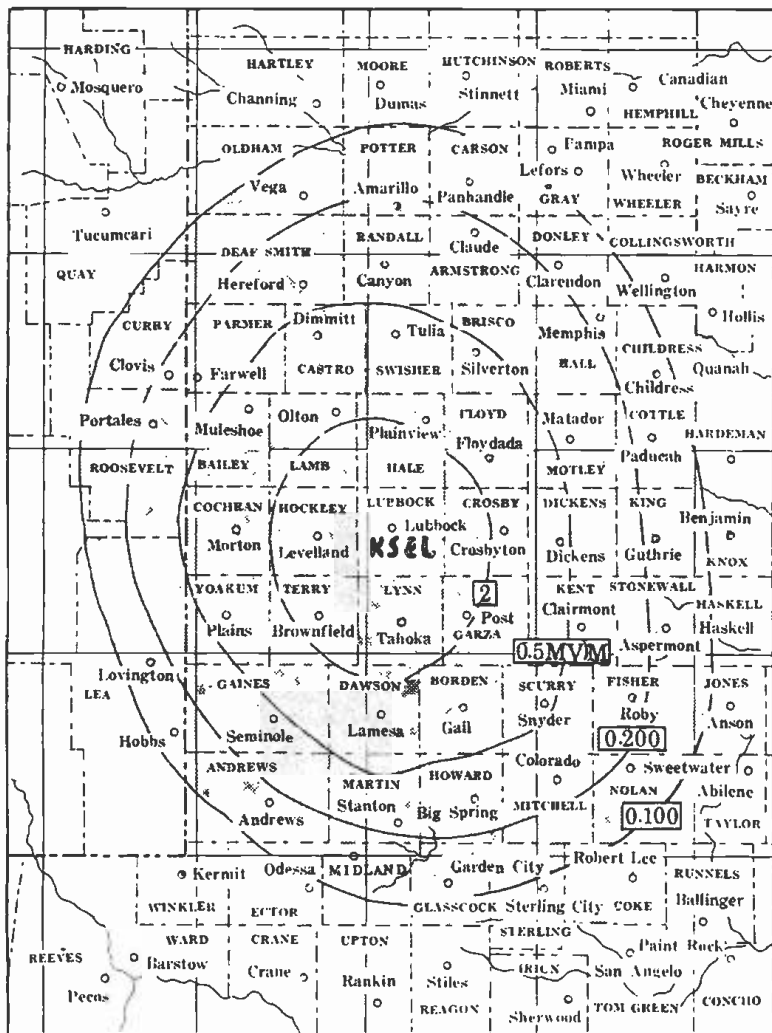 HARDING HARTLEY MOORE HUTCHINSON ROBERTS
Mosquero Channing Dumas Stinnett Miami Canadian
HEMPHILL Cheyenne
OLDHAM POTTER CARSON Pampa ROGER MILLS
Vega Amarillo Panhandle Lefors Wheeler BECKHAM
GRAY WHEELER Sayre
Tucumcari RANDALL Claude DONLEY COLLINGSWORTH
DEAF SMITH
QUAY Hereford Canyon ARMSTRONG Clarendon Wellington HARMON
Hollis
CURRY PARMER Dimmitt Tulia BRISCO Memphis
Clovis Farwell CASTRO SWISHER Silverton HALL CHILDRESS Quanah
Childress
Portales Muleshoe Olton Plainview FLOYD Matador COTTLE
Floydada Paducah HARDEMAN
ROOSEVELT BAILEY LAMB HALE MOTLEY
COCHRAN HOCKLEY LUBBOCK CROSBY DICKENS KING
Morton Levelland Lubbock Crosbyton Dickens Guthrie Benjamin
KSEL
KNOX
YOAKUM TERRY LYNN 2 KENT STONEWALL
Plains Brownfield Tahoka Post Clairmont Aspermont HASKELL
GARZA Haskell
0.5MV/M
Lovington GAINES DAWSON BORDEN SCURRY FISHER JONES
LEA
Hobbs Seminole Lamesa Gail Snyder Roby Anson
0.200
ANDREWS MARTIN HOWARD Colorado Sweetwater Abilene
Andrews Stanton Big Spring MITCHELL NOLAN
0.100 TAYLOR
Kermit Odessa MIDLAND Garden City Robert Lee RUNNELS
WINKLER ECTOR GLASSCOCK Sterling City COKE Ballinger
STERLING
REEVES WARD CRANE UPTON Paint Rock
Barstow Crane Stiles IRION San Angelo
Pecos Rankin REAGON Sherwood TOM GREEN CONCHO